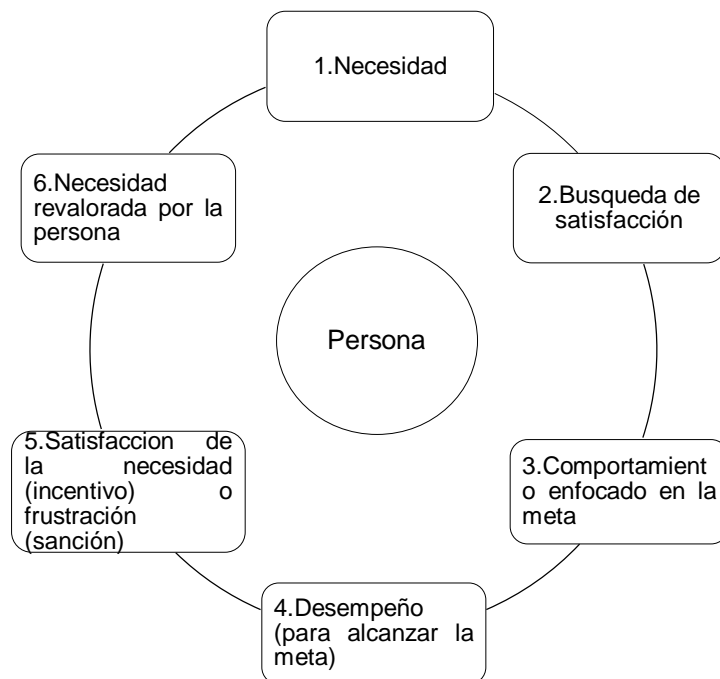 1.Necesidad
2.Busqueda de
satisfacción
3.Comportamient
o enfocado en la
meta
4.Desempeño
(para alcanzar la
meta)
5.Satisfaccion de
la necesidad
(incentivo) o
frustración
(sanción)
6.Necesidad
revalorada por la
persona
Persona